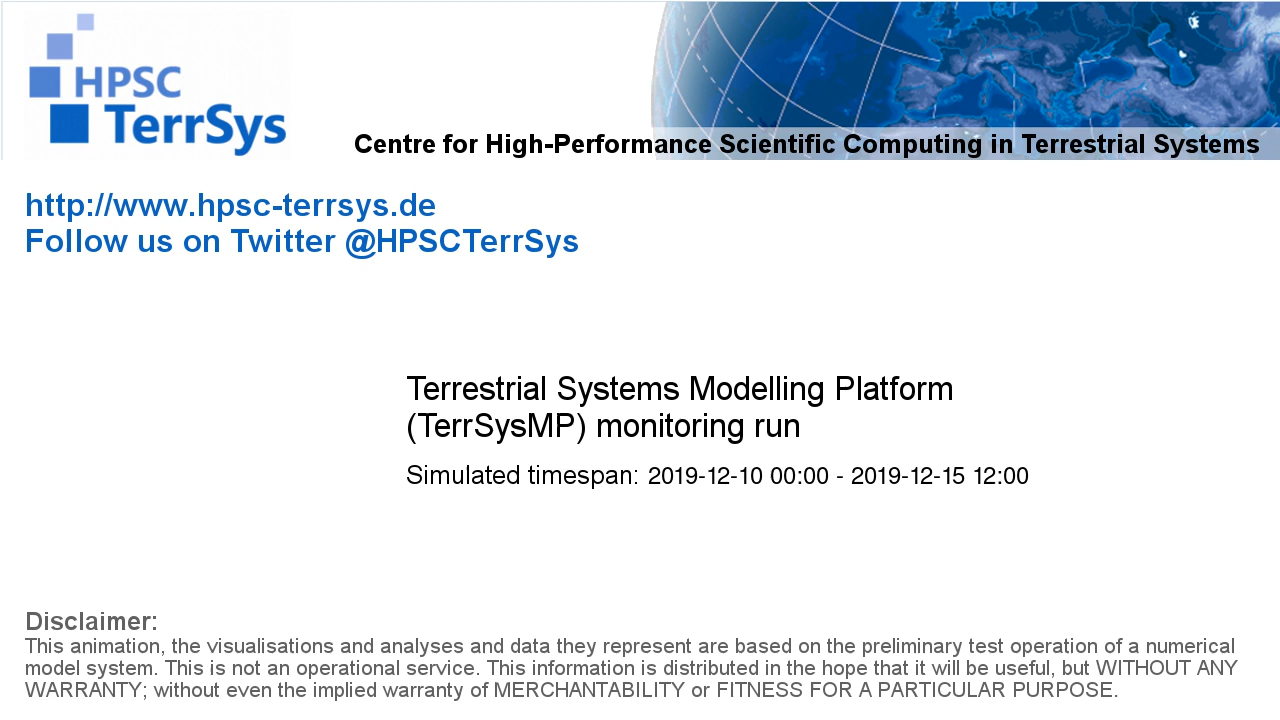 HPSC
TerrSys
Centre for High-Performance Scientific Computing in Terrestrial Systems
http://www.hpsc-terrsys.de
Follow us on Twitter @HPSCTerrSys
Terrestrial Systems Modelling Platform
(TerrSysMP) monitoring run
Simulated timespan: 2019-12-10 00:00 - 2019-12-15 12:00
Disclaimer:
This animation, the visualisations and analyses and data they represent are based on the preliminary test operation of a numerical
model system. This is not an operational service. This information is distributed in the hope that it will be useful, but WITHOUT ANY
WARRANTY; without even the implied warranty of MERCHANTABILITY or FITNESS FOR A PARTICULAR PURPOSE.